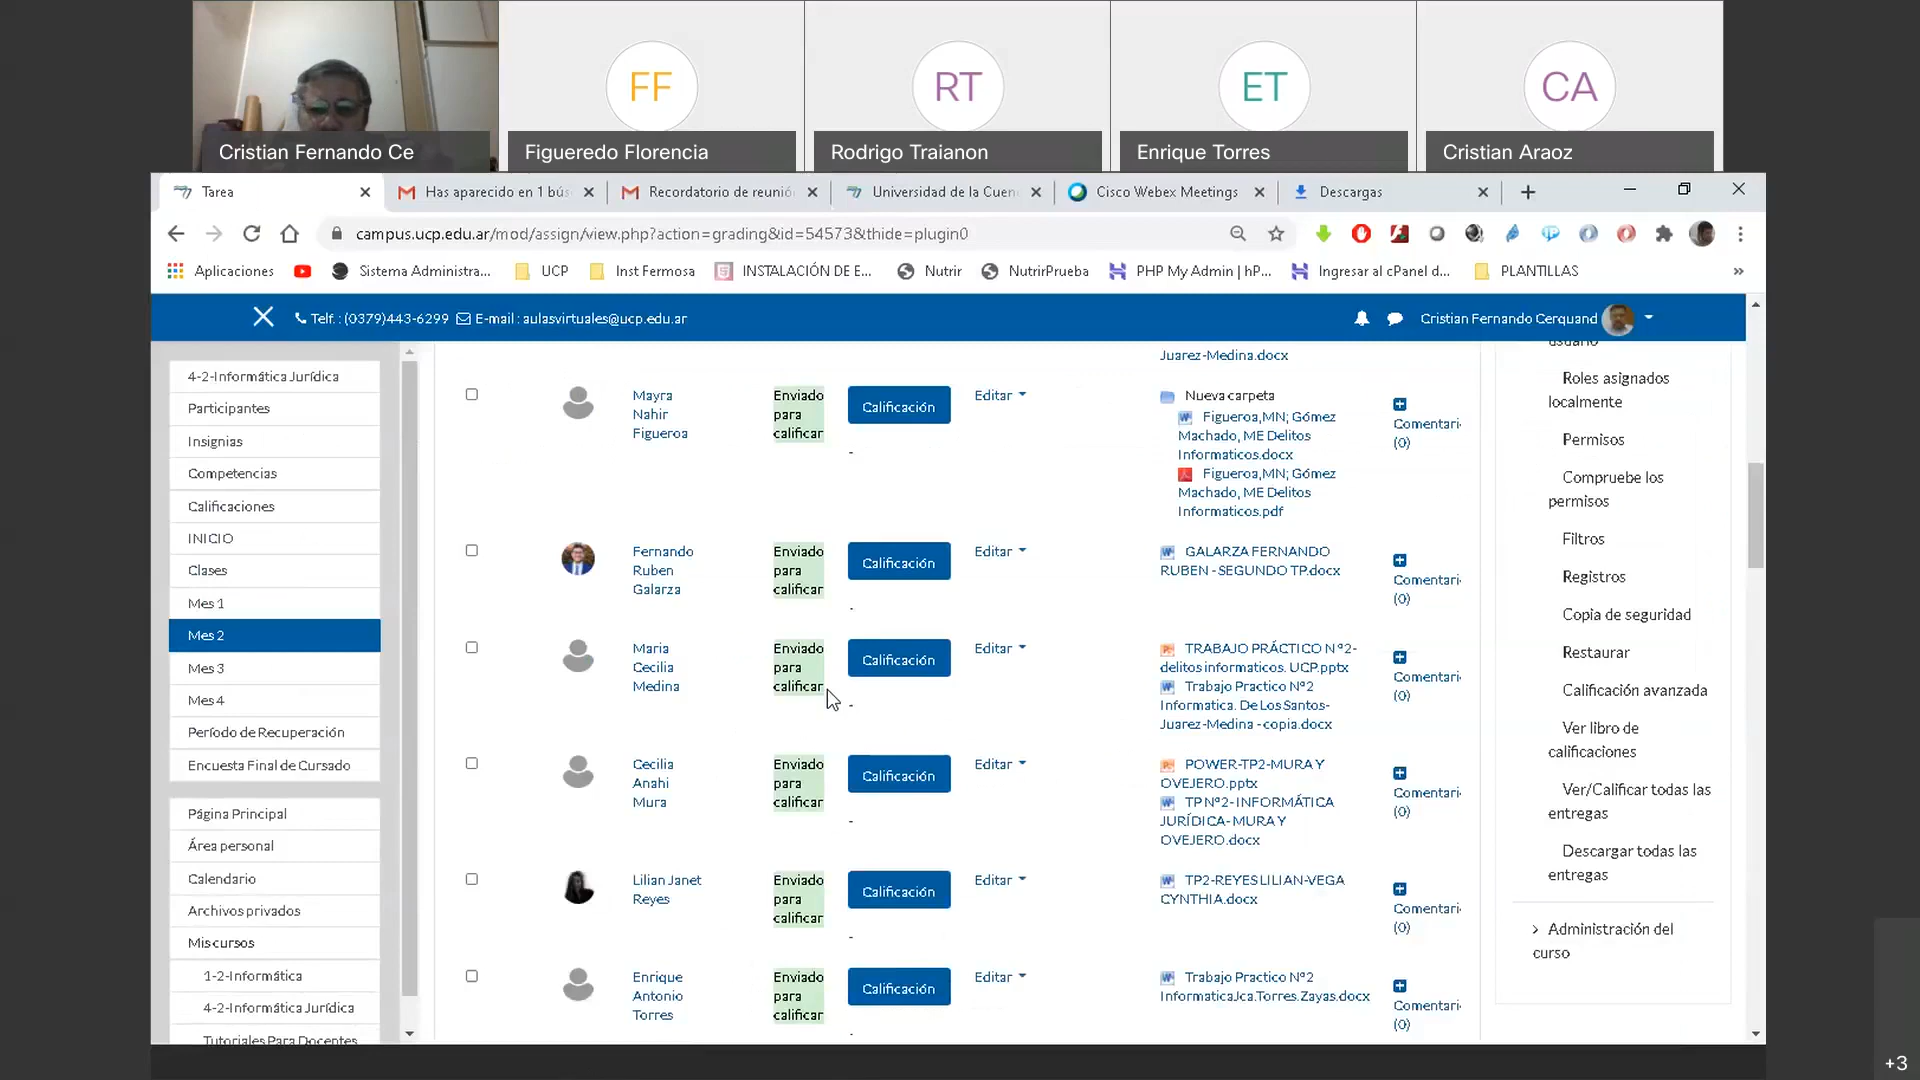 FF
RT
ET
CA
Cristian Fernando Ce
Figueredo Florencia
Rodrigo Traianon
Enrique Torres
Cristian Araoz
Tarea
Has aparecido en 1 bús
Recordatorio de reunió
Universidad de la Cuen
Cisco Webex Meetings
Descargas
campus.ucp.edu.ar/mod/assign/view.php?action=grading&id=54573&thide=plugin0
Aplicaciones
Sistema Administra...
UCP
Inst Fermosa
INSTALACIÓN DE E...
Nutrir
NutrirPrueba
PHP My Admin | hP...
Ingresar al cPanel d...
PLANTILLAS
»
Telf. : (0379)443-6299
E-mail : aulasvirtuales@ucp.edu.ar
Cristian Fernando Cerquand
4-2-Informática Jurídica
Participantes
Insignias
Competencias
Calificaciones
INICIO
Clases
Mes 1
Mes 2
Mes 3
Mes 4
Período de Recuperación
Encuesta Final de Cursado
Página Principal
Área personal
Calendario
Archivos privados
Mis cursos
1-2-Informática
4-2-Informática Jurídica
Tutoriales Para Docentes
Juarez-Medina.docx
Mayra
Nahir
Figueroa
Enviado
para
calificar
Calificación
-
Editar
Nueva carpeta
Figueroa,MN; Gómez
Machado, ME Delitos
Informaticos.docx
Figueroa,MN; Gómez
Machado, ME Delitos
Informaticos.pdf
Comentari
(0)
Fernando
Ruben
Galarza
Enviado
para
calificar
Calificación
-
Editar
GALARZA FERNANDO
RUBEN - SEGUNDO TP.docx
Comentari
(0)
Maria
Cecilia
Medina
Enviado
para
calificar
Calificación
-
Editar
TRABAJO PRÁCTICO N º2-
delitos informaticos. UCP.pptx
Trabajo Practico Nº2
Informatica. De Los Santos-
Juarez-Medina - copia.docx
Comentari
(0)
Cecilia
Anahi
Mura
Enviado
para
calificar
Calificación
-
Editar
POWER-TP2-MURA Y
OVEJERO.pptx
TP Nº2- INFORMÁTICA
JURÍDICA- MURA Y
OVEJERO.docx
Comentari
(0)
Lilian Janet
Reyes
Enviado
para
calificar
Calificación
-
Editar
TP2-REYES LILIAN-VEGA
CYNTHIA.docx
Comentari
(0)
Enrique
Antonio
Torres
Enviado
para
calificar
Calificación
-
Editar
Trabajo Practico Nº2
InformaticaJca.Torres.Zayas.docx
Comentari
(0)
usuario
Roles asignados
localmente
Permisos
Compruebe los
permisos
Filtros
Registros
Copia de seguridad
Restaurar
Calificación avanzada
Ver libro de
calificaciones
Ver/Calificar todas las
entregas
Descargar todas las
entregas
Administración del
curso
+3